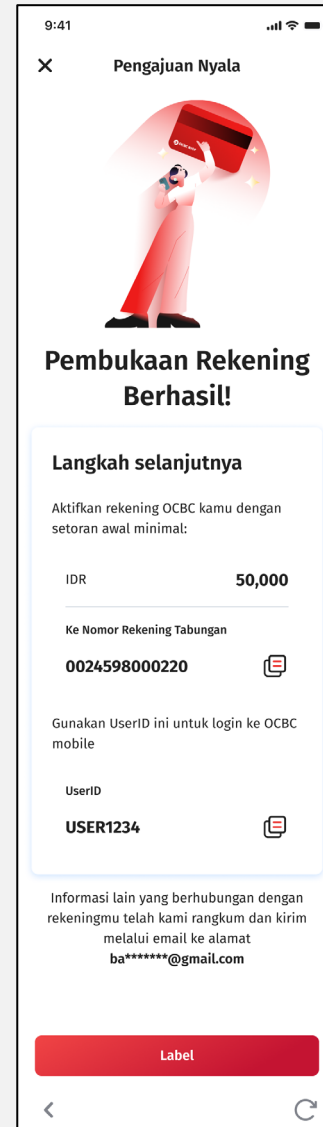 9:41
Pengajuan Nyala
OCBC NISP
Pembukaan Rekening
Berhasil!
Langkah selanjutnya
Aktifkan rekening OCBC kamu dengan
setoran awal minimal:
IDR 50,000
Ke Nomor Rekening Tabungan
0024598000220
Gunakan UserID ini untuk login ke OCBC
mobile
UserID
USER1234
Informasi lain yang berhubungan dengan
rekeningmu telah kami rangkum dan kirim
melalui email ke alamat
ba*******@gmail.com
Label